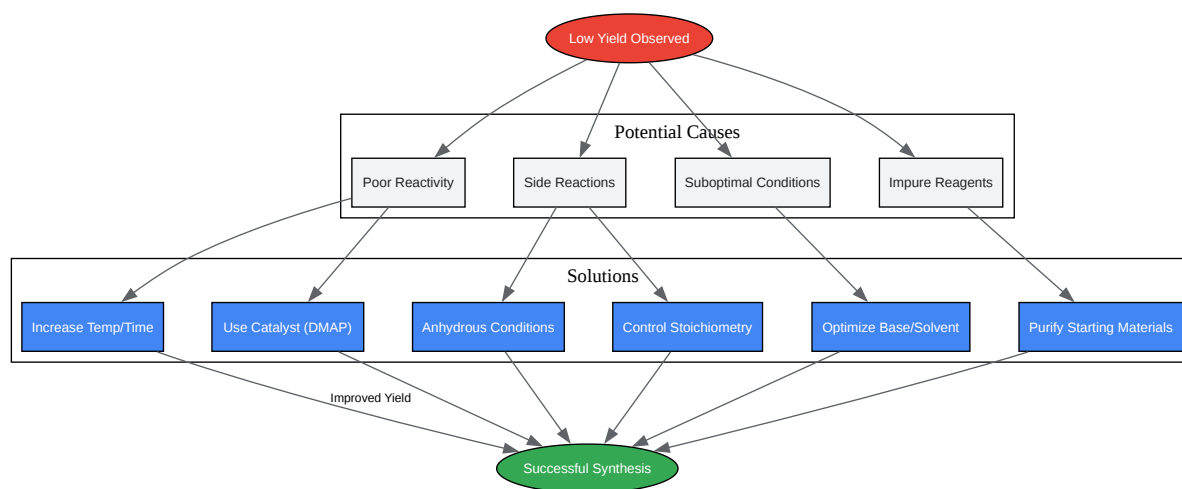 Low Yield Observed
Potential Causes
Poor Reactivity
Side Reactions
Suboptimal Conditions
Impure Reagents
Solutions
Increase Temp/Time
Use Catalyst (DMAP)
Anhydrous Conditions
Control Stoichiometry
Optimize Base/Solvent
Purify Starting Materials
Improved Yield
Successful Synthesis